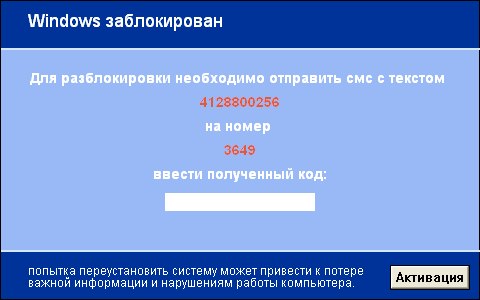 Windows заблокирован
Для разблокировки необходимо отправить смс с текстом
4128800256
на номер
3649
ввести полученный код:
попытка переустановить систему может привести к потере
важной информации и нарушениям работы компьютера.
Активация